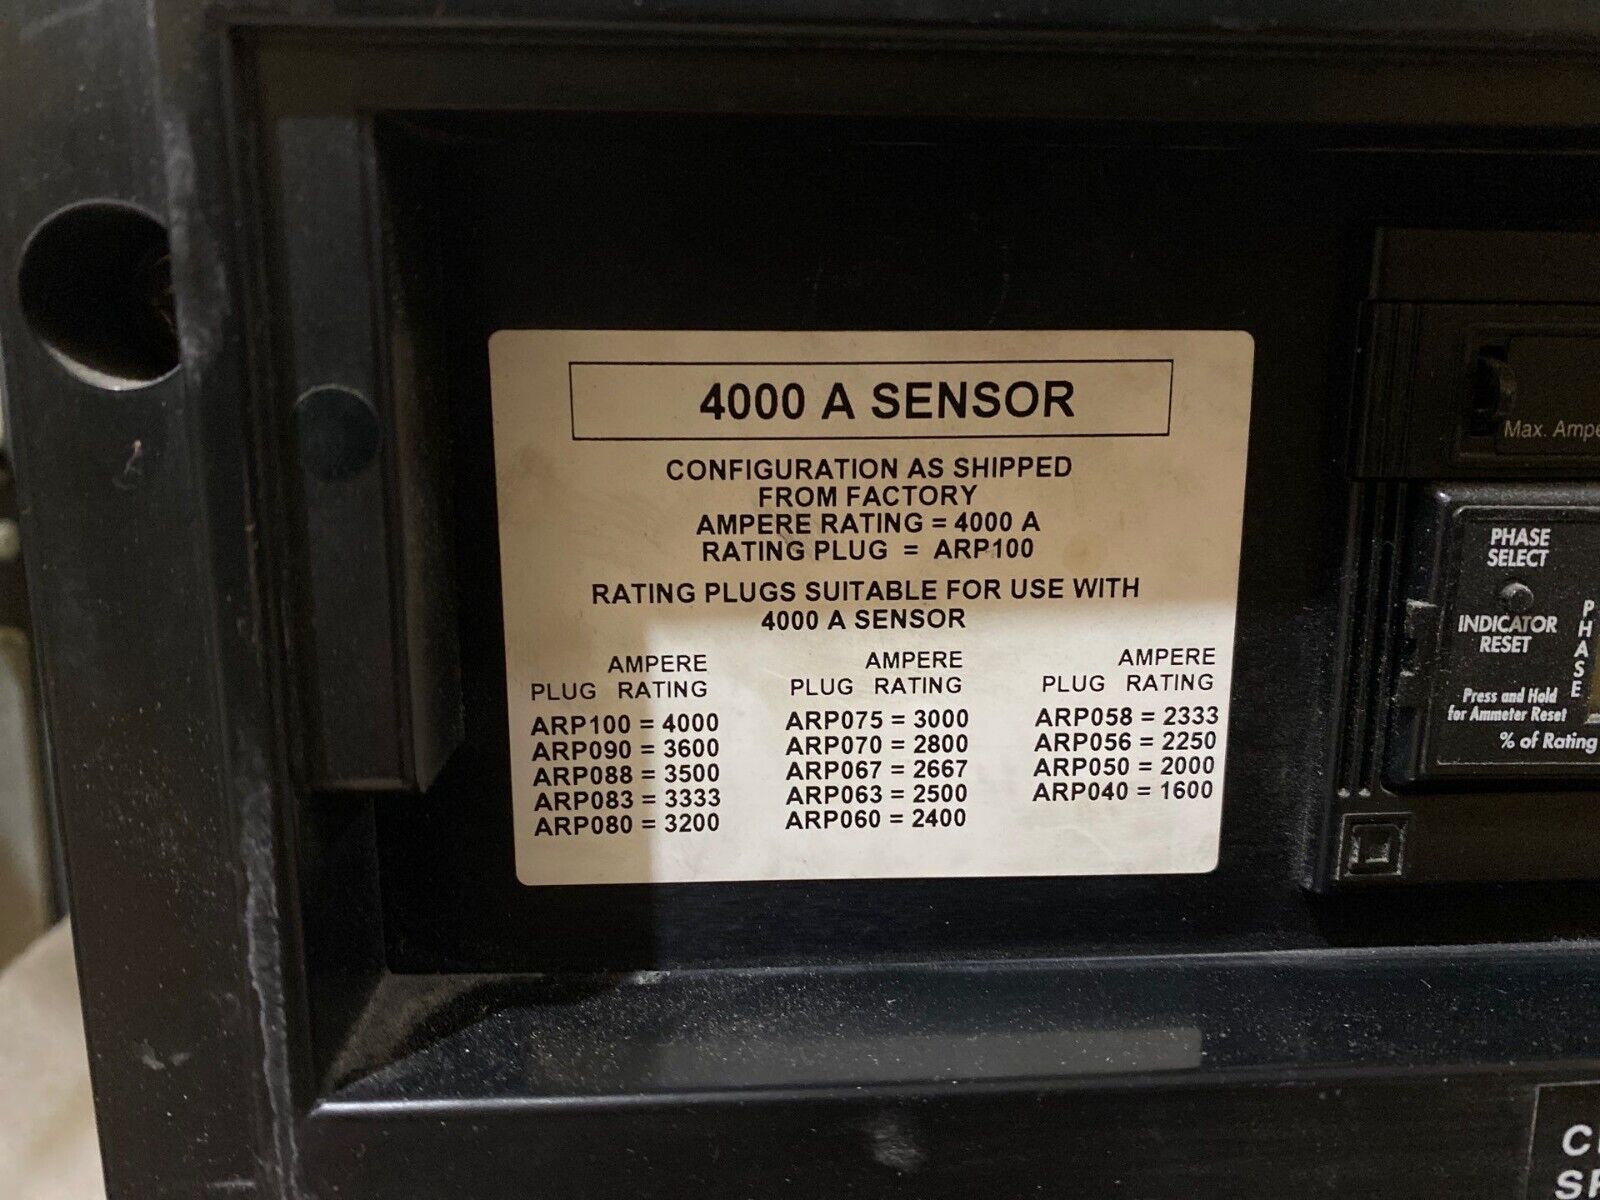 4000 A SENSOR
CONFIGURATION AS SHIPPED
FROM FACTORY
AMPERE RATING = 4000 A
RATING PLUG = ARP100
RATING PLUGS SUITABLE FOR USE WITH
4000 A SENSOR
AMPERE
PLUG RATING
ARP100 = 4000
ARP090 = 3600
ARP088 = 3500
ARP083 = 3333
ARP080 = 3200
AMPERE
PLUG RATING
ARP075 = 3000
ARP070 = 2800
ARP067 = 2667
ARP063 = 2500
ARP060 = 2400
AMPERE
PLUG RATING
ARP058 = 2333
ARP056 = 2250
ARP050 = 2000
ARP040 = 1600
Max.
PHASE
SELECT
INDICATOR
RESET
Press and Hold
for Ammeter Reset
% of Rating
PHASE